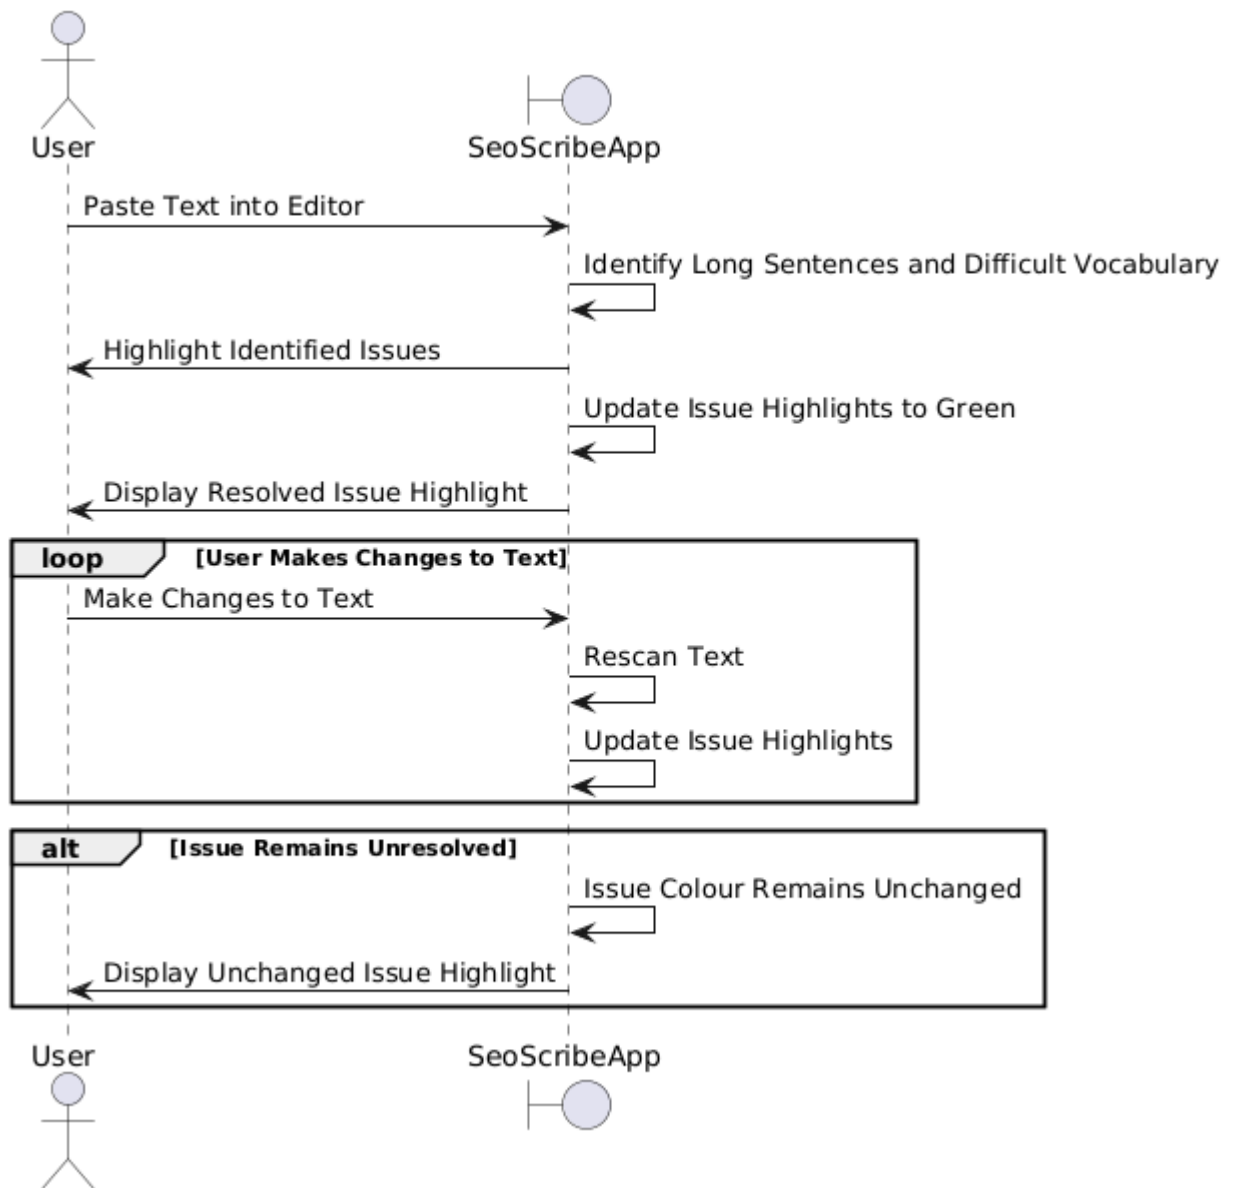 User
SeoScribeApp
Paste Text into Editor
Identify Long Sentences and Difficult Vocabulary
Highlight Identified Issues
Update Issue Highlights to Green
Display Resolved Issue Highlight
loop [User Makes Changes to Text]
Make Changes to Text
Rescan Text
Update Issue Highlights
alt [Issue Remains Unresolved]
Issue Colour Remains Unchanged
Display Unchanged Issue Highlight
User
SeoScribeApp